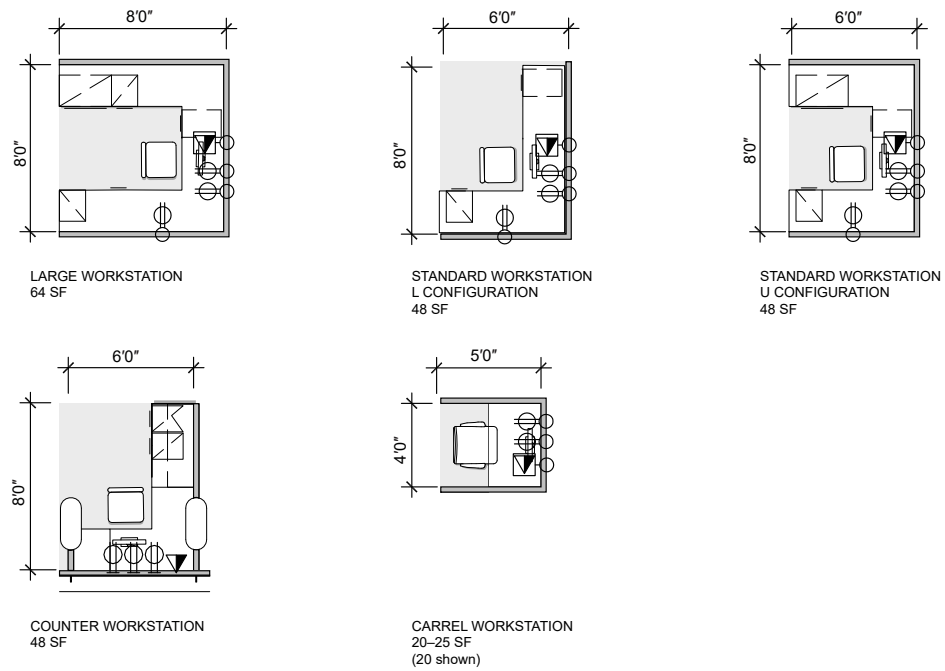 8′0″
6′0″
6′0″
8′0″
8′0″
8′0″
LARGE WORKSTATION
64 SF
STANDARD WORKSTATION
L CONFIGURATION
48 SF
STANDARD WORKSTATION
U CONFIGURATION
48 SF
6′0″
5′0″
8′0″
4′0″
COUNTER WORKSTATION
48 SF
CARREL WORKSTATION
20–25 SF
(20 shown)